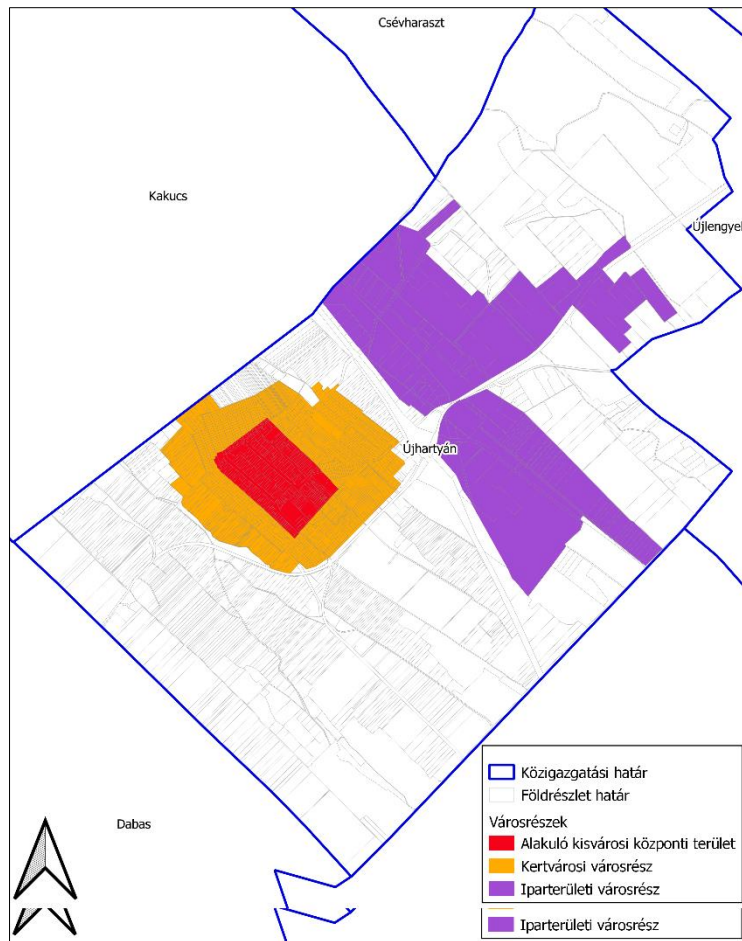 Csévharaszt
Kakucs
Újlengyel
Újhartyán
Dabas
Közigazgatási határ
Földrészlet határ
Városrészek
Alakuló kisvárosi központi terület
Kertvárosi városrész
Iparterületi városrész
Iparterületi városrész